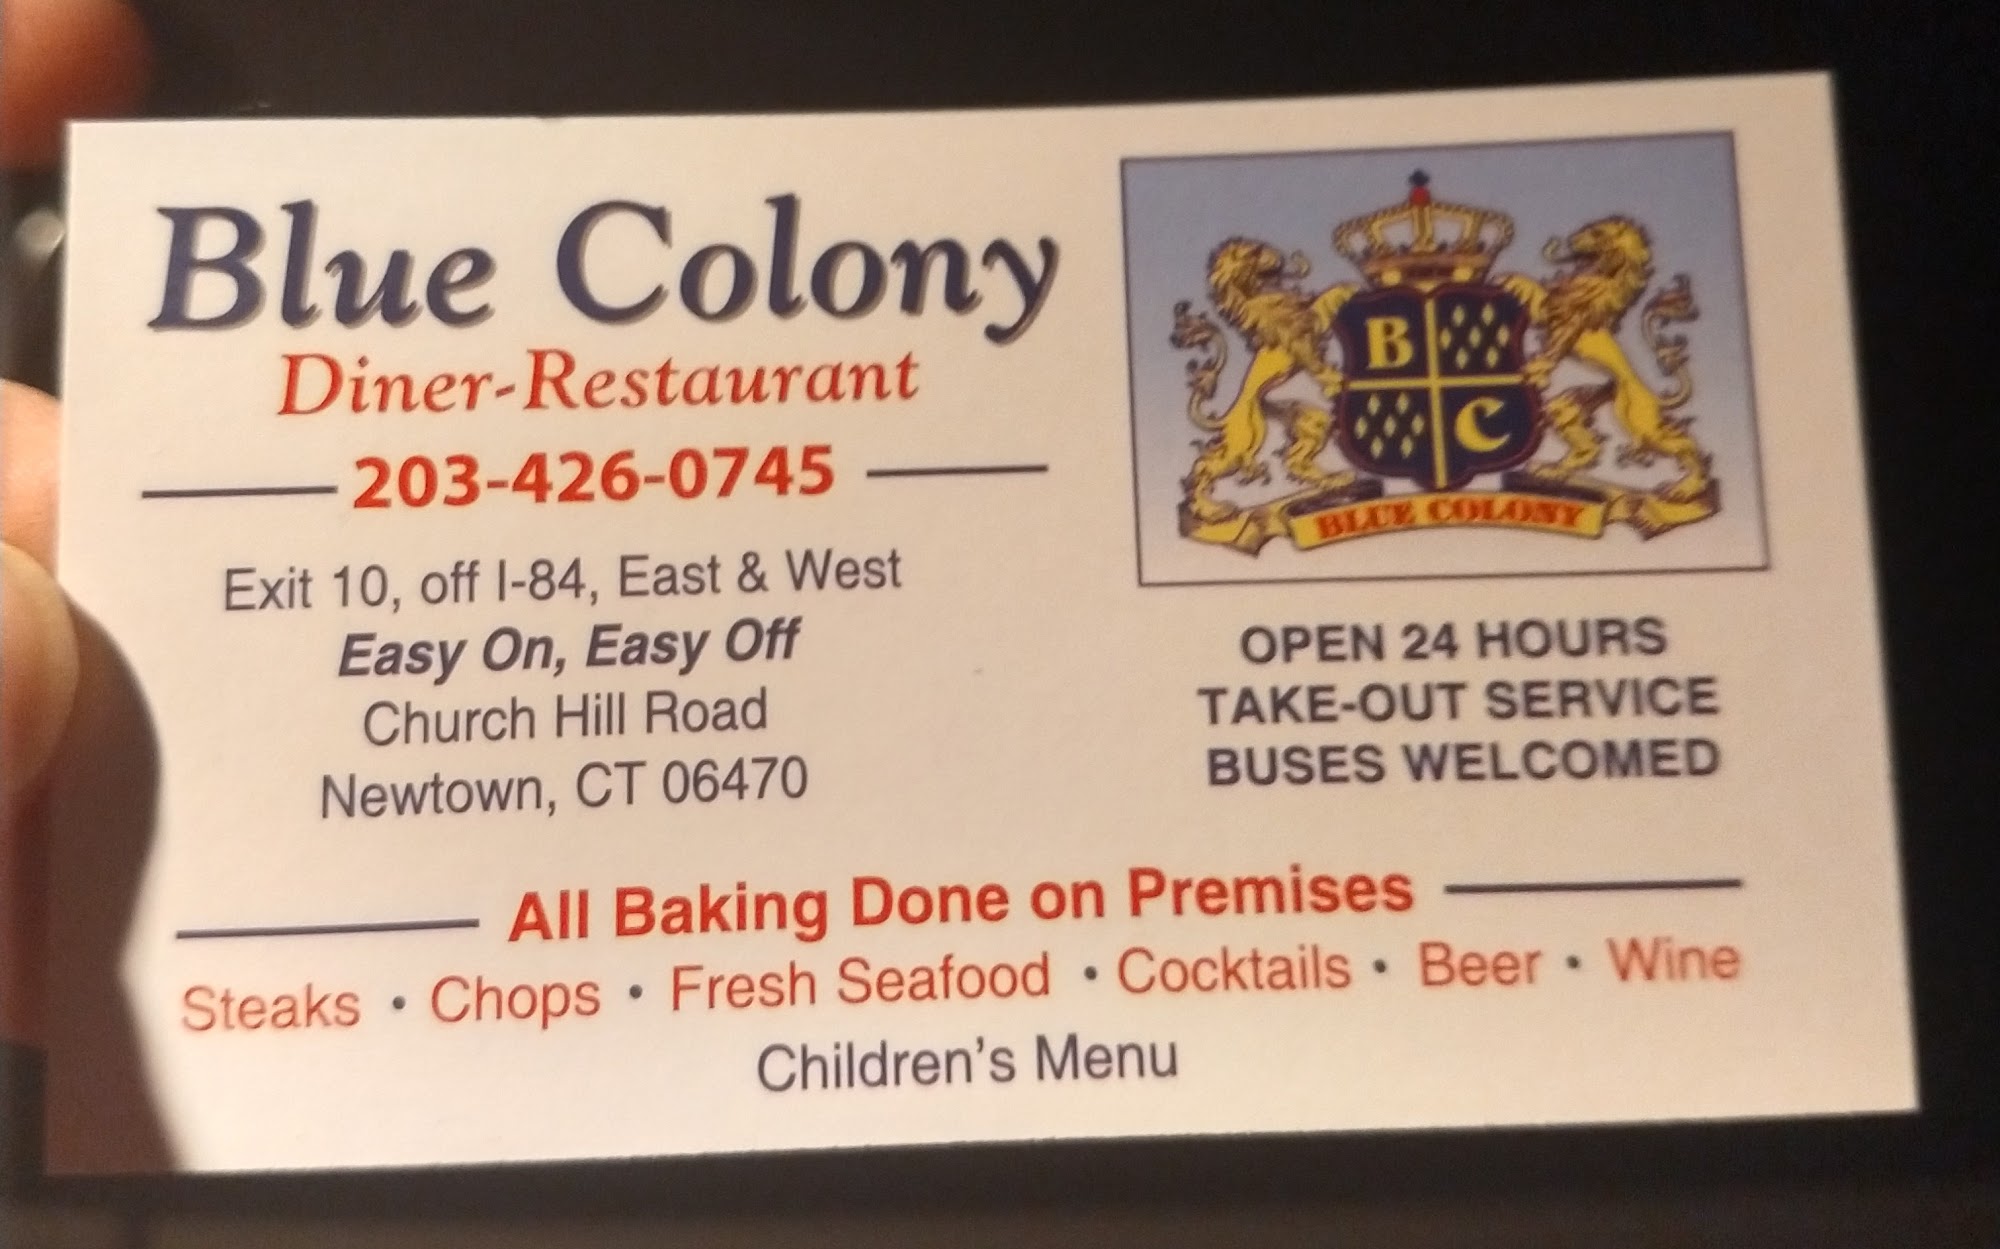 Blue Colony
Diner-Restaurant
203-426-0745
Exit 10, off I-84, East & West
Easy On, Easy Off
Church Hill Road
Newtown, CT 06470
B
C
BLUE COLONY
OPEN 24 HOURS
TAKE-OUT SERVICE
BUSES WELCOMED
All Baking Done on Premises
Steaks • Chops • Fresh Seafood • Cocktails • Beer • Wine
Children's Menu